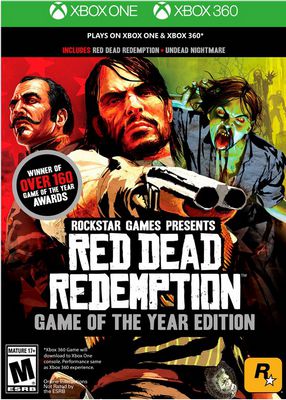 XBOX ONE XBOX 360
PLAYS ON XBOX ONE & XBOX 360*
INCLUDES RED DEAD REDEMPTION + UNDEAD NIGHTMARE
WINNER OF
OVER 160
GAME OF THE YEAR
AWARDS
ROCKSTAR GAMES PRESENTS
RED DEAD
REDEMPTION
GAME OF THE YEAR EDITION
MATURE 17+
M
ESRB
*Xbox 360 Game will
download to Xbox One
console. Performance same
as Xbox 360 experience.
Online Interactions
Not Rated by
the ESRB
R